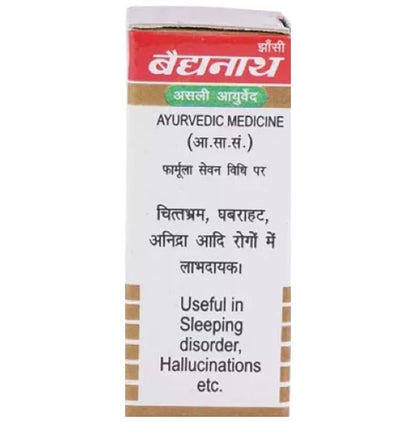 झाँसी
बैद्यनाथ
असली आयुर्वेद
AYURVEDIC MEDICINE
(आ.सा.सं.)
फार्मूला सेवन विधि पर
चित्तभ्रम, घबराहट,
अनिद्रा आदि रोगों में
लाभदायक।
Useful in
Sleeping
disorder,
Hallucinations
etc.